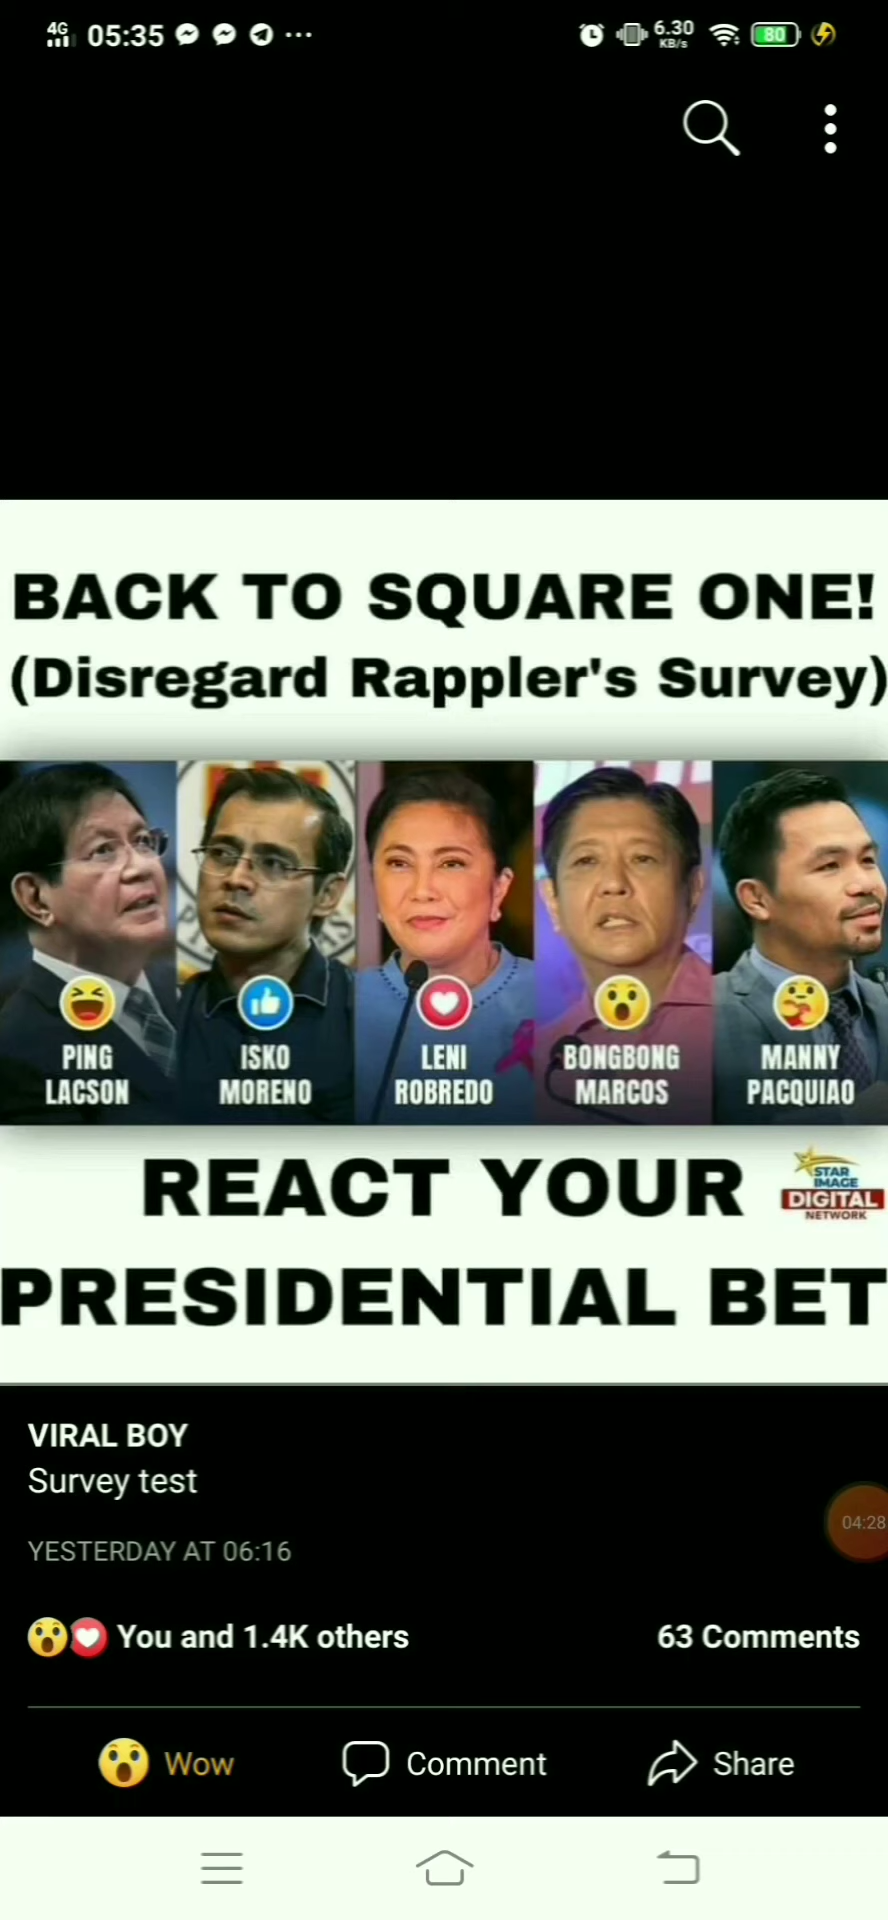 4G 05:35 6.30 KB/s 80
BACK TO SQUARE ONE!
(Disregard Rappler's Survey)
PING LACSON
ISKO MORENO
LENI ROBREDO
BONGBONG MARCOS
MANNY PACQUIAO
REACT YOUR
STAR
IMAGE
DIGITAL
NETWORK
PRESIDENTIAL BET
VIRAL BOY
Survey test
04:28
YESTERDAY AT 06:16
You and 1.4K others 63 Comments
Wow Comment Share